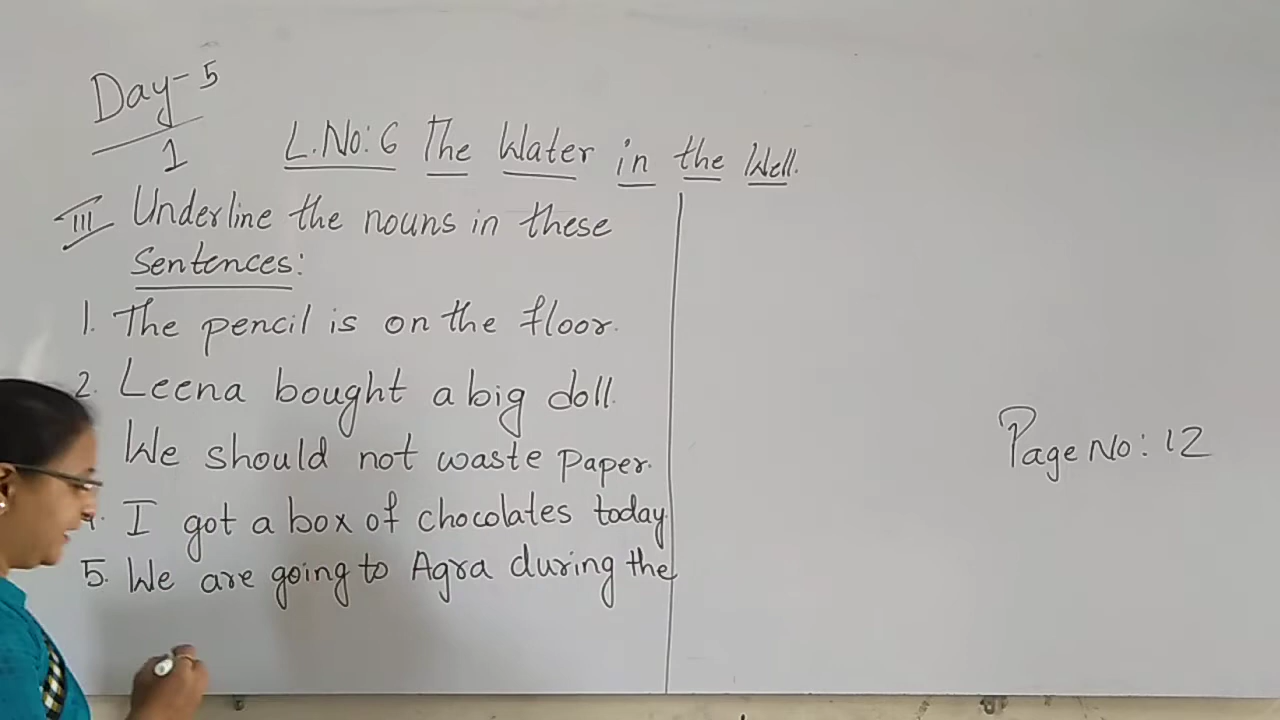 Day-5
1
L.No:6 The Water in the Well.
III Underline the nouns in these
Sentences:
1. The pencil is on the floor.
2. Leena bought a big doll.
We should not waste paper.
4. I got a box of chocolates today.
5. We are going to Agra during the
Page No: 12